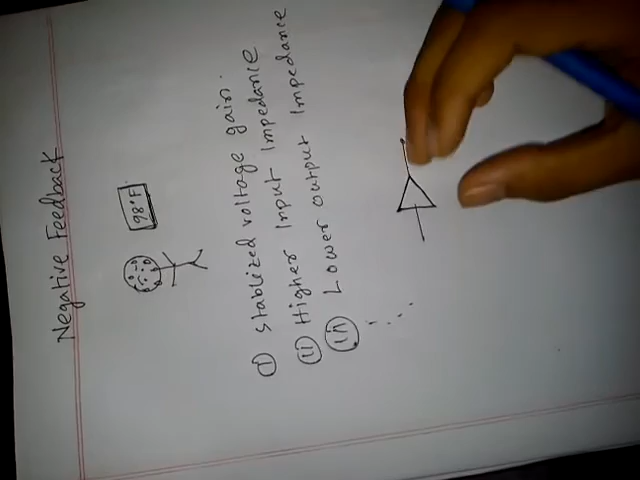 Negative Feedback
98°F
(i) Stablized voltage gain.
(ii) Higher Input Impedance
(iii) Lower output Impedance